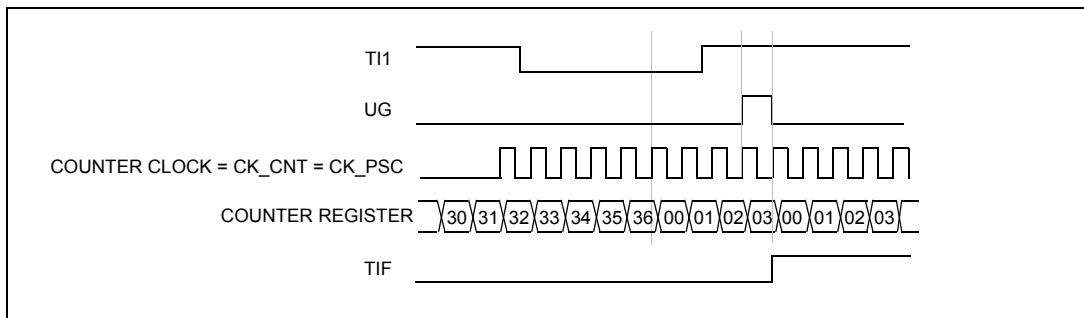 TI1
UG
COUNTER CLOCK = CK_CNT = CK_PSC
COUNTER REGISTER 30 31 32 33 34 35 36 00 01 02 03 00 01 02 03
TIF